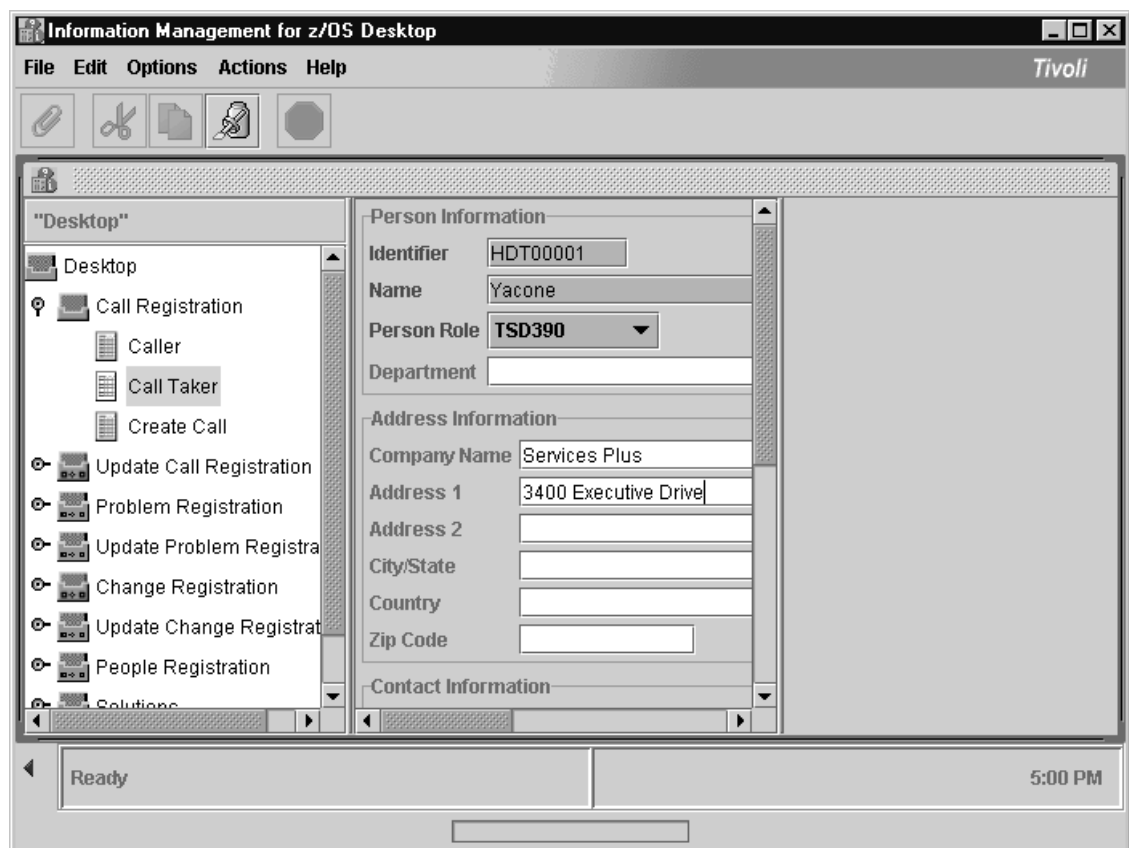 Information Management for z/OS Desktop
File Edit Options Actions Help
Tivoli
"Desktop"
Desktop
Call Registration
Caller
Call Taker
Create Call
Update Call Registration
Problem Registration
Update Problem Registra
Change Registration
Update Change Registrat
People Registration
Solutions
Person Information
Identifier HDT00001
Name Yacone
Person Role TSD390
Department
Address Information
Company Name Services Plus
Address 1 3400 Executive Drive
Address 2
City/State
Country
Zip Code
Contact Information
Ready
5:00 PM